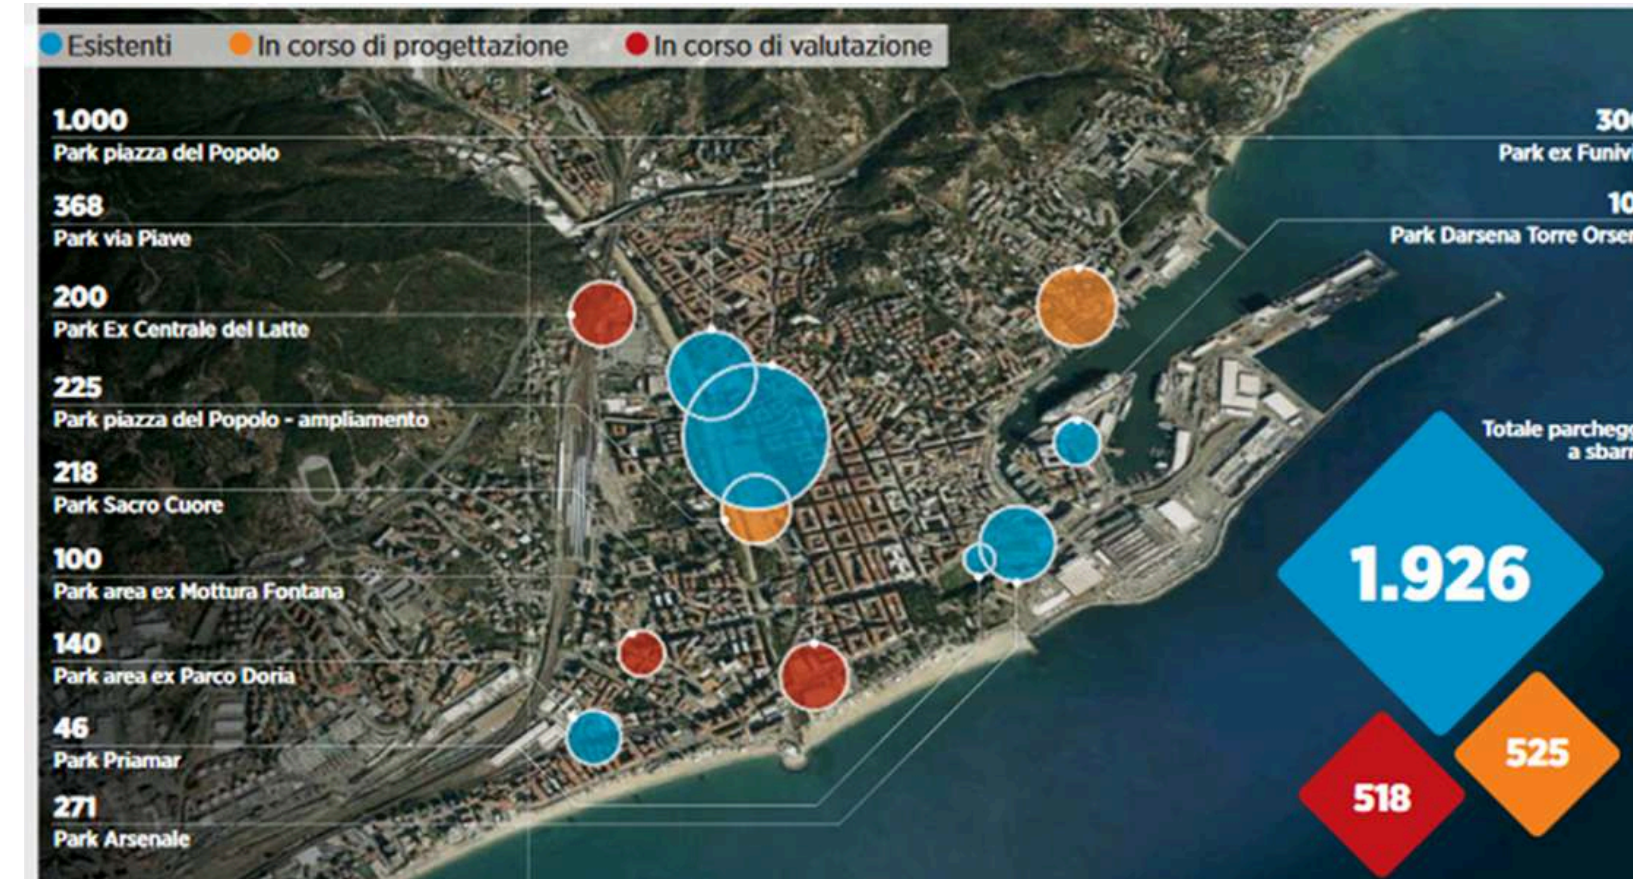 Esistenti In corso di progettazione In corso di valutazione
1.000
Park piazza del Popolo
368
Park via Piave
200
Park Ex Centrale del Latte
225
Park piazza del Popolo - ampliamento
218
Park Sacro Cuore
100
Park area ex Mottura Fontana
140
Park area ex Parco Doria
46
Park Priamar
271
Park Arsenale
Park ex
Park Darsena Torre
Totale
a
1.926
525
518